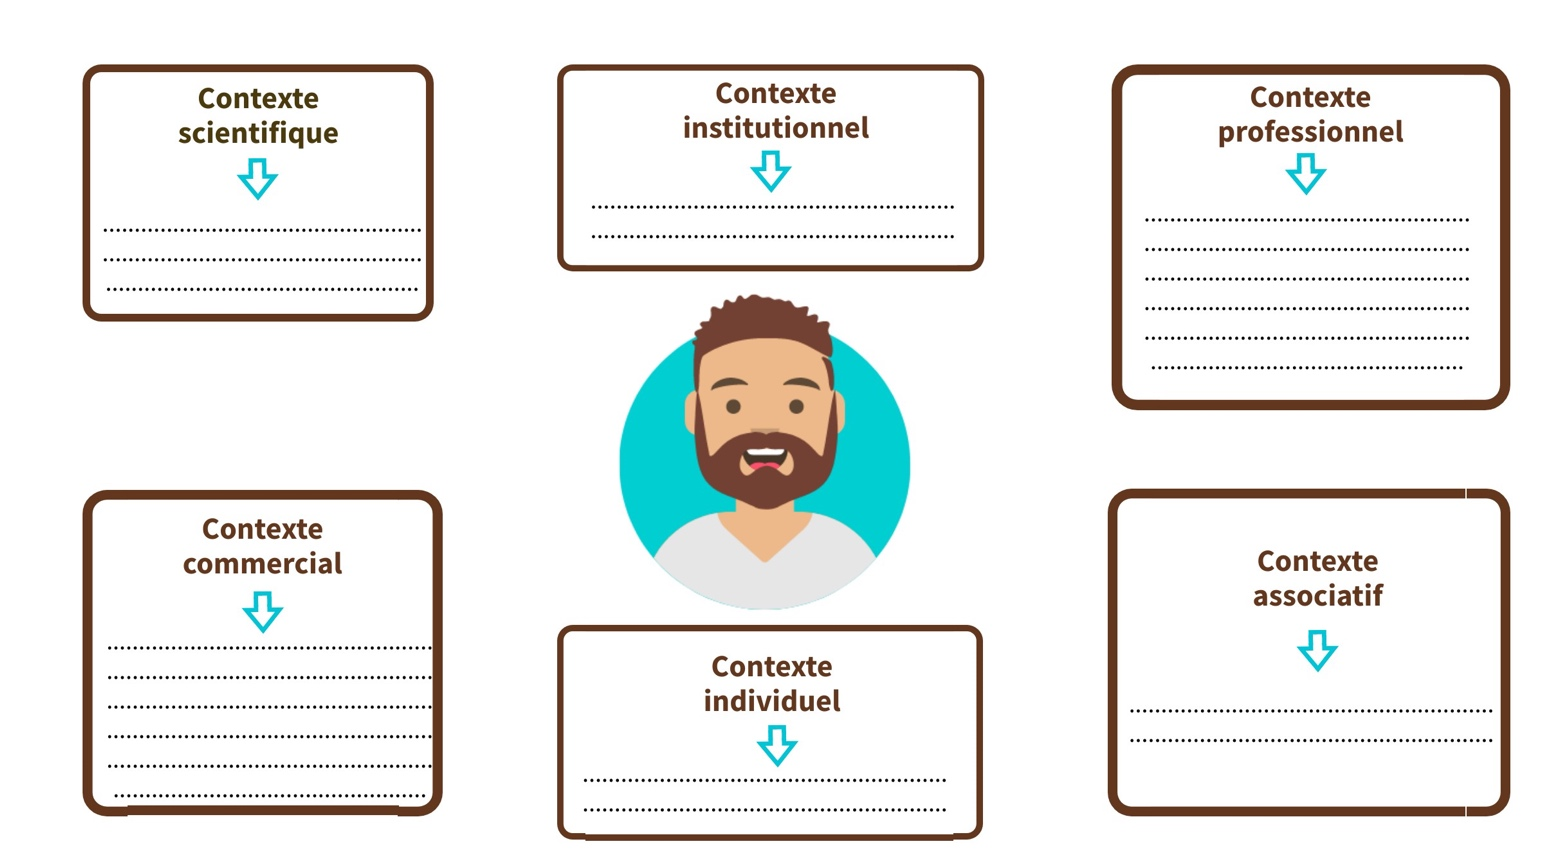 Contexte
scientifique
Contexte
institutionnel
Contexte
professionnel
Contexte
commercial
Contexte
individuel
Contexte
associatif